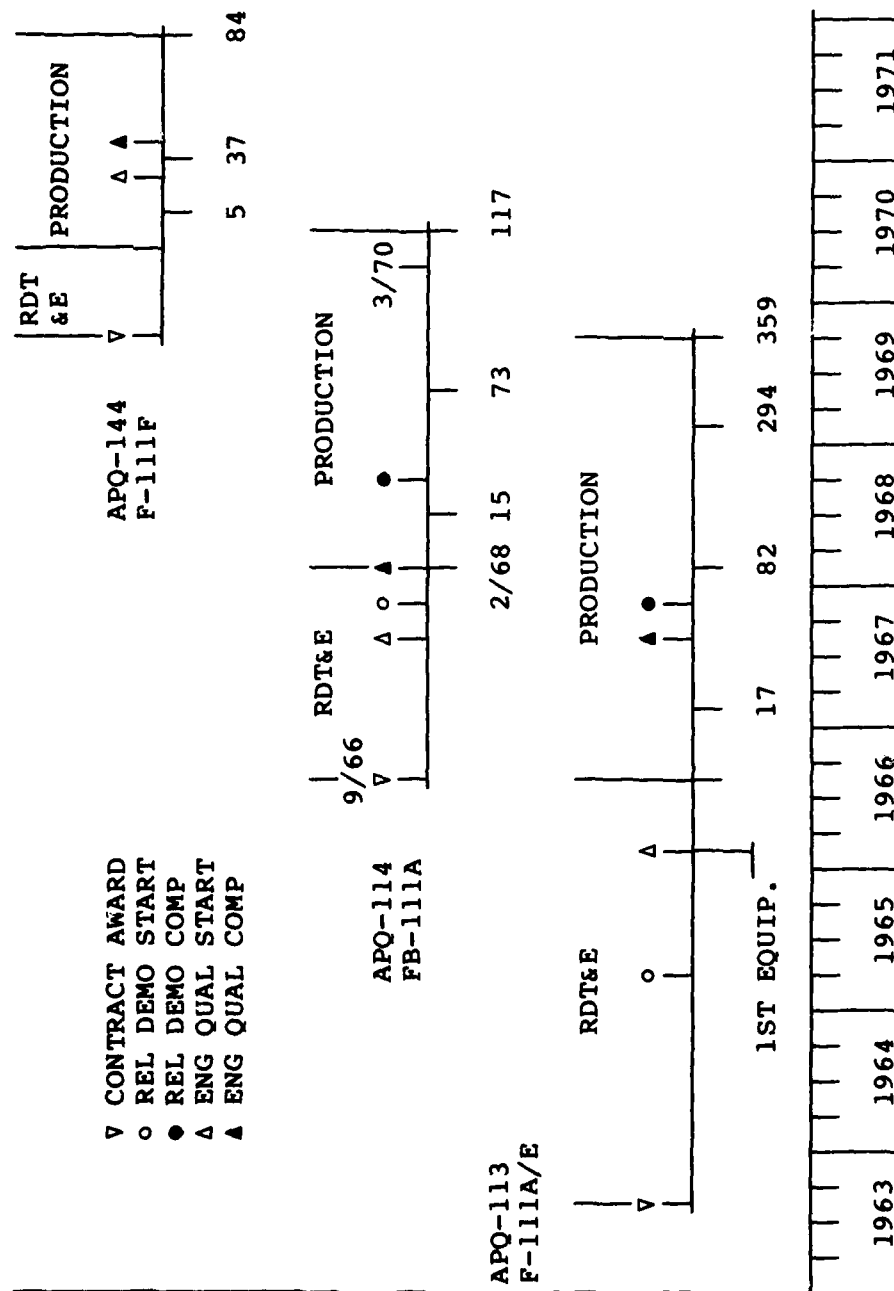 RDT
&E
PRODUCTION
5 37 84
APQ-144
F-111F
▽ CONTRACT AWARD
○ REL DEMO START
● REL DEMO COMP
△ ENG QUAL START
▲ ENG QUAL COMP
9/66
RDT&E
PRODUCTION
3/70
APQ-114
FB-111A
2/68 15 73 117
APQ-113
F-111A/E
RDT&E
PRODUCTION
1ST EQUIP. 17 82 294 359
1963 1964 1965 1966 1967 1968 1969 1970 1971